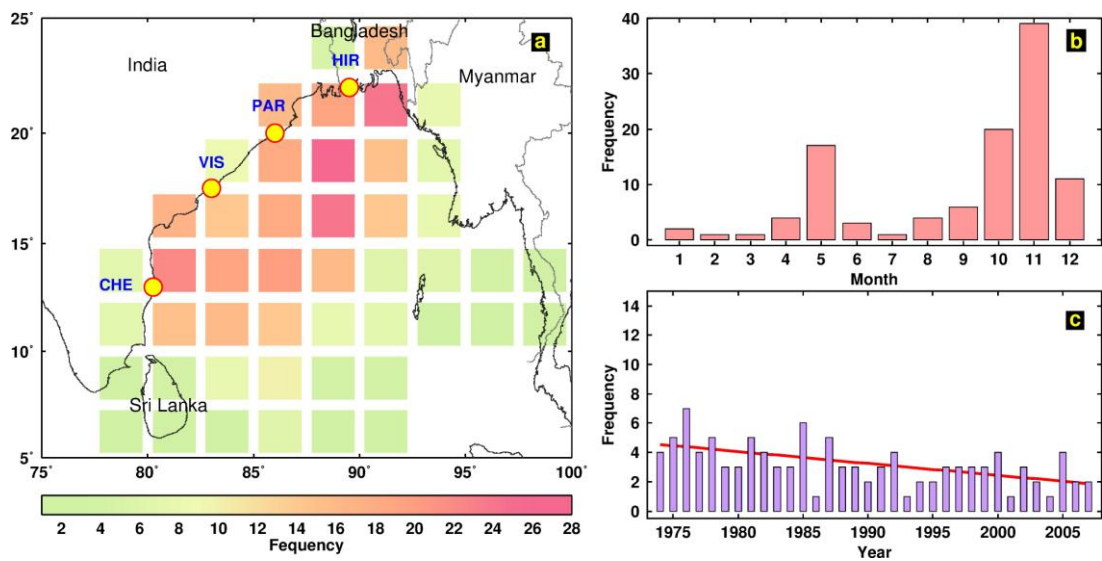 25°
20°
15°
10°
5°
75
80
85
90
95
100
a
India
Bangladesh
Myanmar
HIR
PAR
VIS
CHE
Sri Lanka
2 4 6 8 10 12 14 16 18 20 22 24 26 28
Fequency
b
40
30
20
10
0
Frequency
1 2 3 4 5 6 7 8 9 10 11 12
Month
c
14
12
10
8
6
4
2
0
Frequency
1975 1980 1985 1990 1995 2000 2005
Year